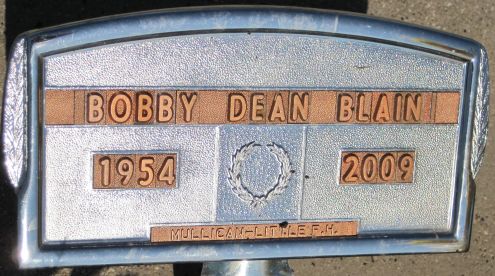 BOBBY DEAN BLAIN
1954 2009
MULLICAN-LITTLE F.H.